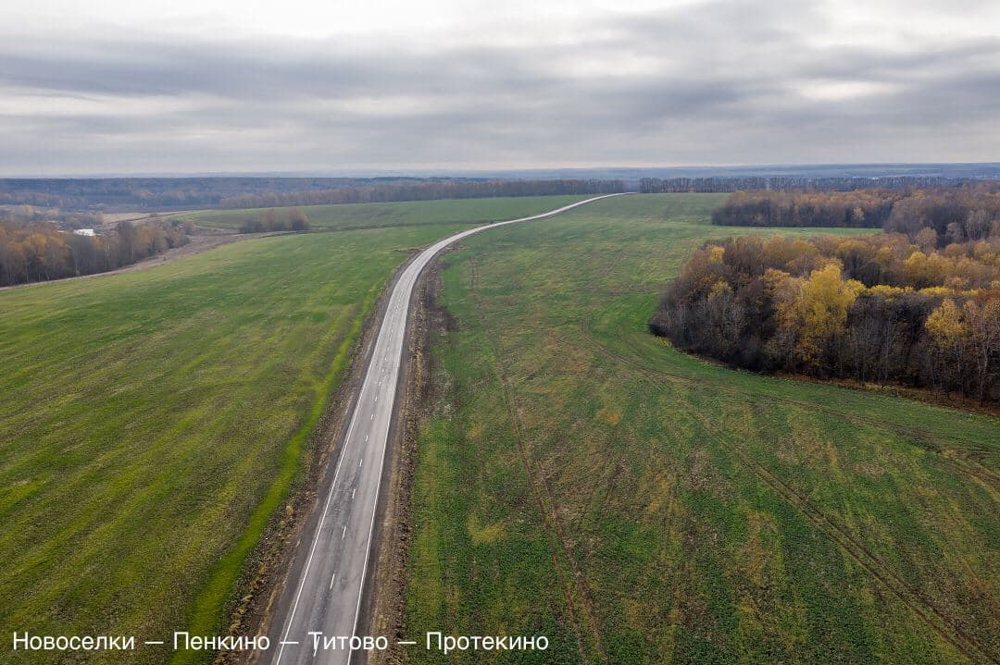 Новоселки — Пенкино — Титово — Протекино